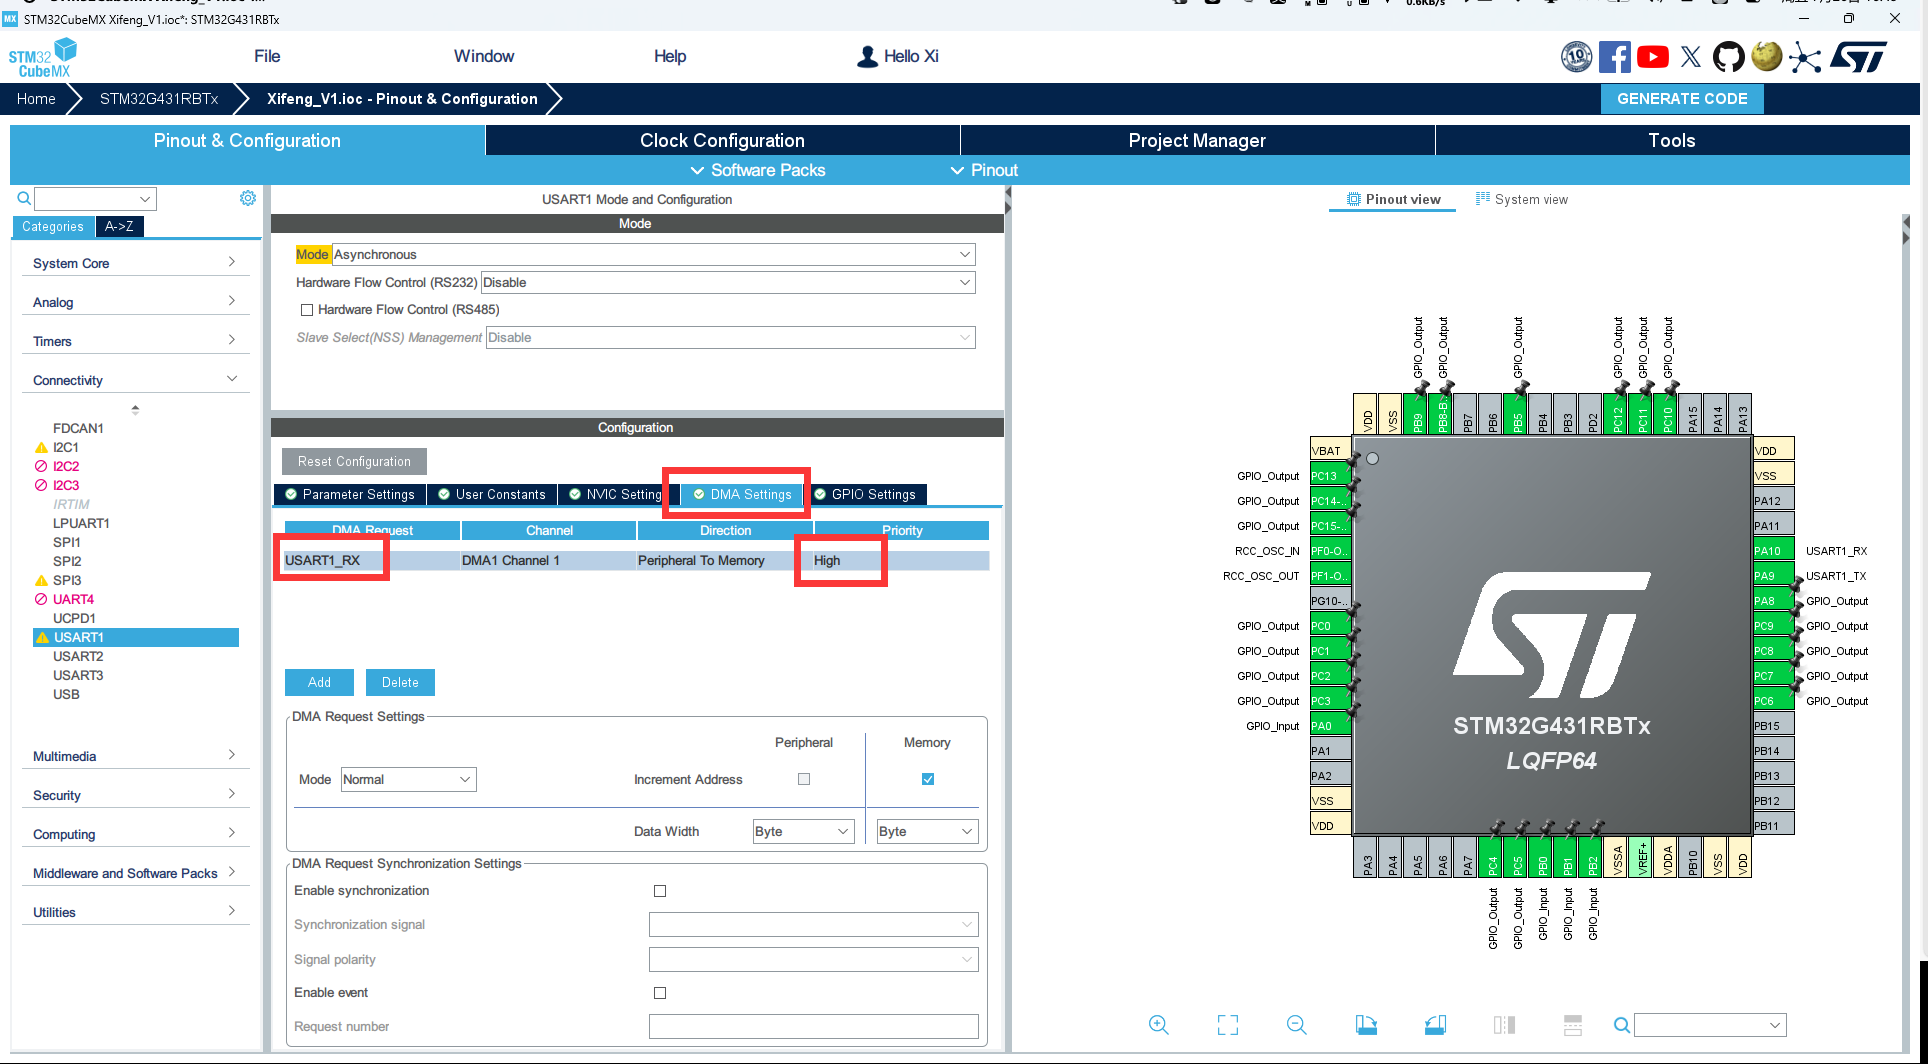 STM32CubeMX Xifeng_V1.ioc*: STM32G431RBTx
STM32
CubeMX
File
Window
Help
Hello Xi
Home
STM32G431RBTx
Xifeng_V1.ioc - Pinout & Configuration
GENERATE CODE
Pinout & Configuration
Clock Configuration
Project Manager
Tools
Software Packs
Pinout
Categories
A->Z
System Core
Analog
Timers
Connectivity
FDCAN1
I2C1
I2C2
I2C3
IRTIM
LPUART1
SPI1
SPI2
SPI3
UART4
UCPD1
USART1
USART2
USART3
USB
Multimedia
Security
Computing
Middleware and Software Packs
Utilities
USART1 Mode and Configuration
Mode
Mode Asynchronous
Hardware Flow Control (RS232) Disable
Hardware Flow Control (RS485)
Slave Select(NSS) Management Disable
Configuration
Reset Configuration
Parameter Settings
User Constants
NVIC Setting
DMA Settings
GPIO Settings
DMA Request
Channel
Direction
Priority
USART1_RX
DMA1 Channel 1
Peripheral To Memory
High
Add
Delete
DMA Request Settings
Peripheral
Memory
Mode Normal
Increment Address
Data Width
Byte
Byte
DMA Request Synchronization Settings
Enable synchronization
Synchronization signal
Signal polarity
Enable event
Request number
Pinout view
System view
GPIO_Output
GPIO_Output
GPIO_Output
GPIO_Output
GPIO_Output
GPIO_Output
VDD
VSS
PB9
PB8-B..
PB7
PB6
PB5
PB4
PB3
PD2
PC12
PC11
PC10
PA15
PA14
PA13
VBAT
GPIO_Output PC13
GPIO_Output PC14-..
GPIO_Output PC15-..
RCC_OSC_IN PF0-O..
RCC_OSC_OUT PF1-O..
PG10-..
GPIO_Output PC0
GPIO_Output PC1
GPIO_Output PC2
GPIO_Output PC3
GPIO_Input PA0
PA1
PA2
VSS
VDD
ST
STM32G431RBTx
LQFP64
VDD
VSS
PA12
PA11
PA10 USART1_RX
PA9 USART1_TX
PA8 GPIO_Output
PC9 GPIO_Output
PC8 GPIO_Output
PC7 GPIO_Output
PC6 GPIO_Output
PB15
PB14
PB13
PB12
PB11
PA3
PA4
PA5
PA6
PA7
PC4
PC5
PB0
PB1
PB2
VSSA
VREF+
VDDA
PB10
VSS
VDD
GPIO_Output
GPIO_Output
GPIO_Input
GPIO_Input
GPIO_Input